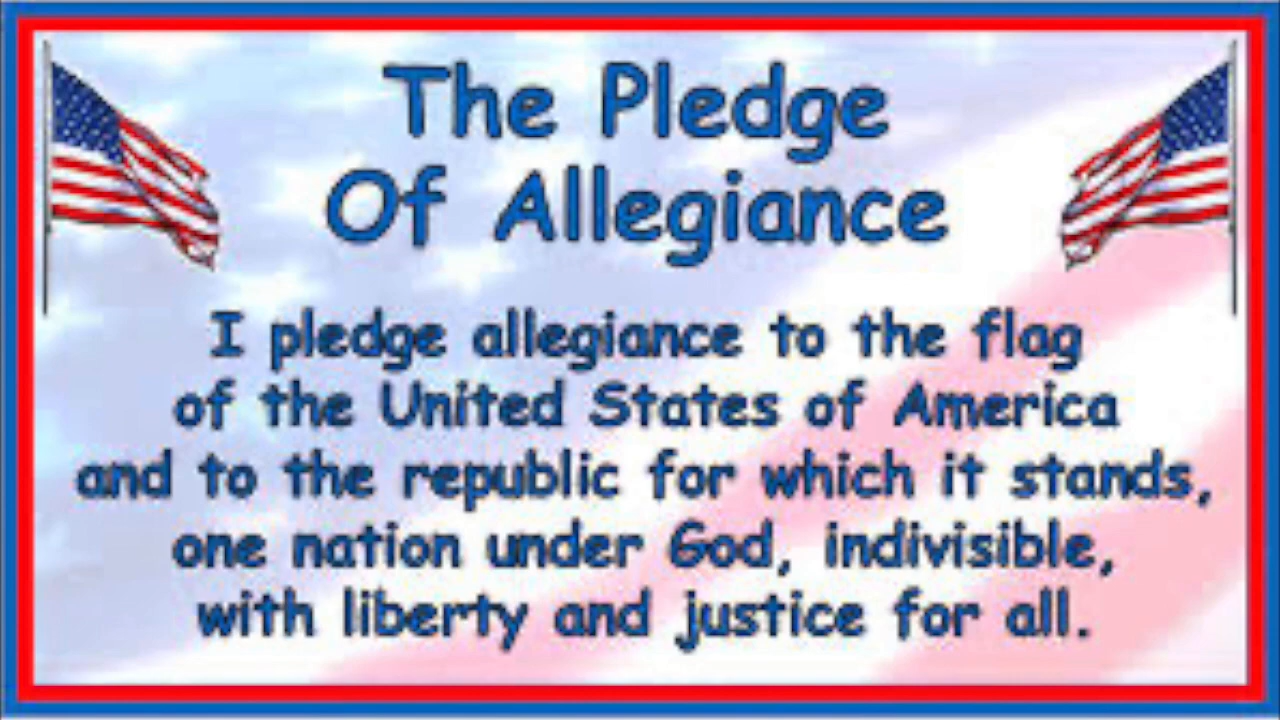 The Pledge
Of Allegiance
I pledge allegiance to the flag
of the United States of America
and to the republic for which it stands,
one nation under God, indivisible,
with liberty and justice for all.